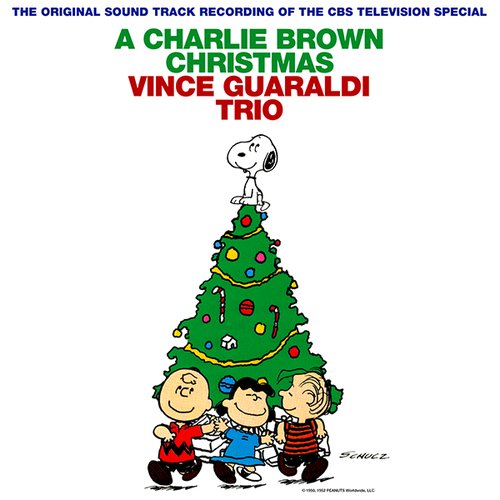 THE ORIGINAL SOUND TRACK RECORDING OF THE CBS TELEVISION SPECIAL
A CHARLIE BROWN
CHRISTMAS
VINCE GUARALDI
TRIO
SCHULZ